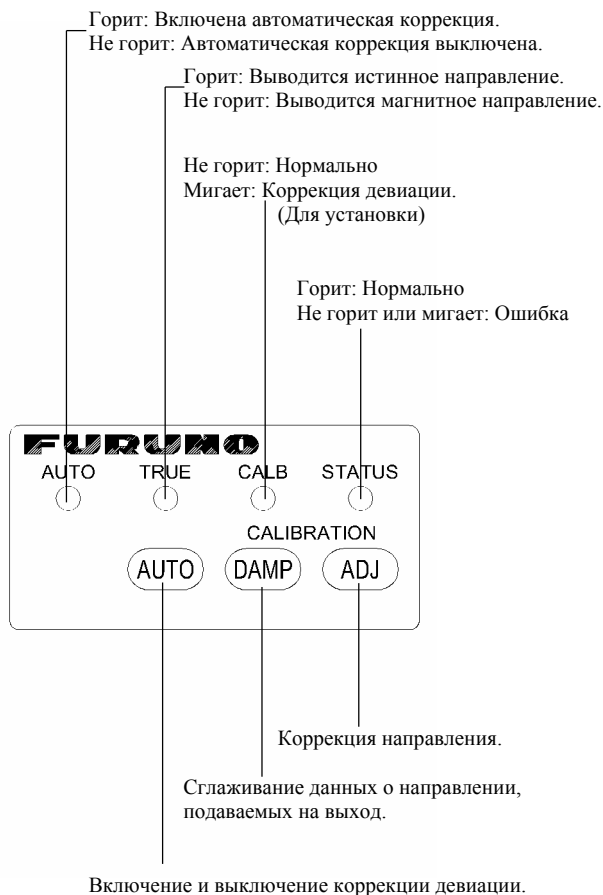 Горит: Включена автоматическая коррекция.
Не горит: Автоматическая коррекция выключена.
Горит: Выводится истинное направление.
Не горит: Выводится магнитное направление.
Не горит: Нормально
Мигает: Коррекция девиации.
(Для установки)
Горит: Нормально
Не горит или мигает: Ошибка
FURUNO
AUTO TRUE CALB STATUS
CALIBRATION
AUTO DAMP ADJ
Коррекция направления.
Сглаживание данных о направлении,
подаваемых на выход.
Включение и выключение коррекции девиации.